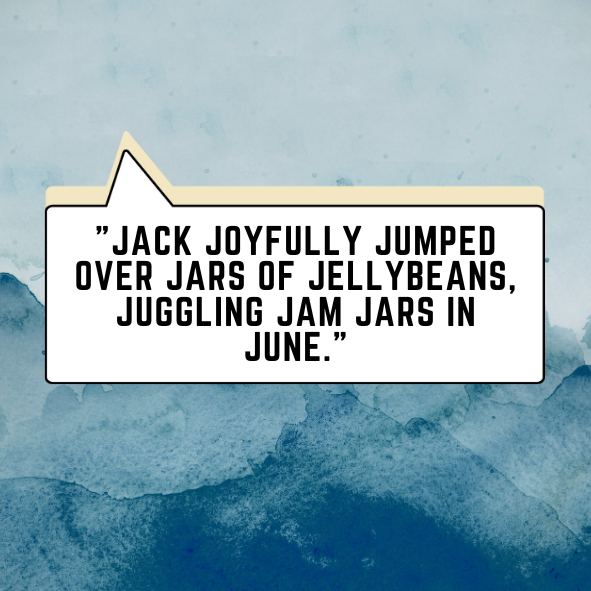 ”JACK JOYFULLY JUMPED
OVER JARS OF JELLYBEANS,
JUGGLING JAM JARS IN
JUNE.”